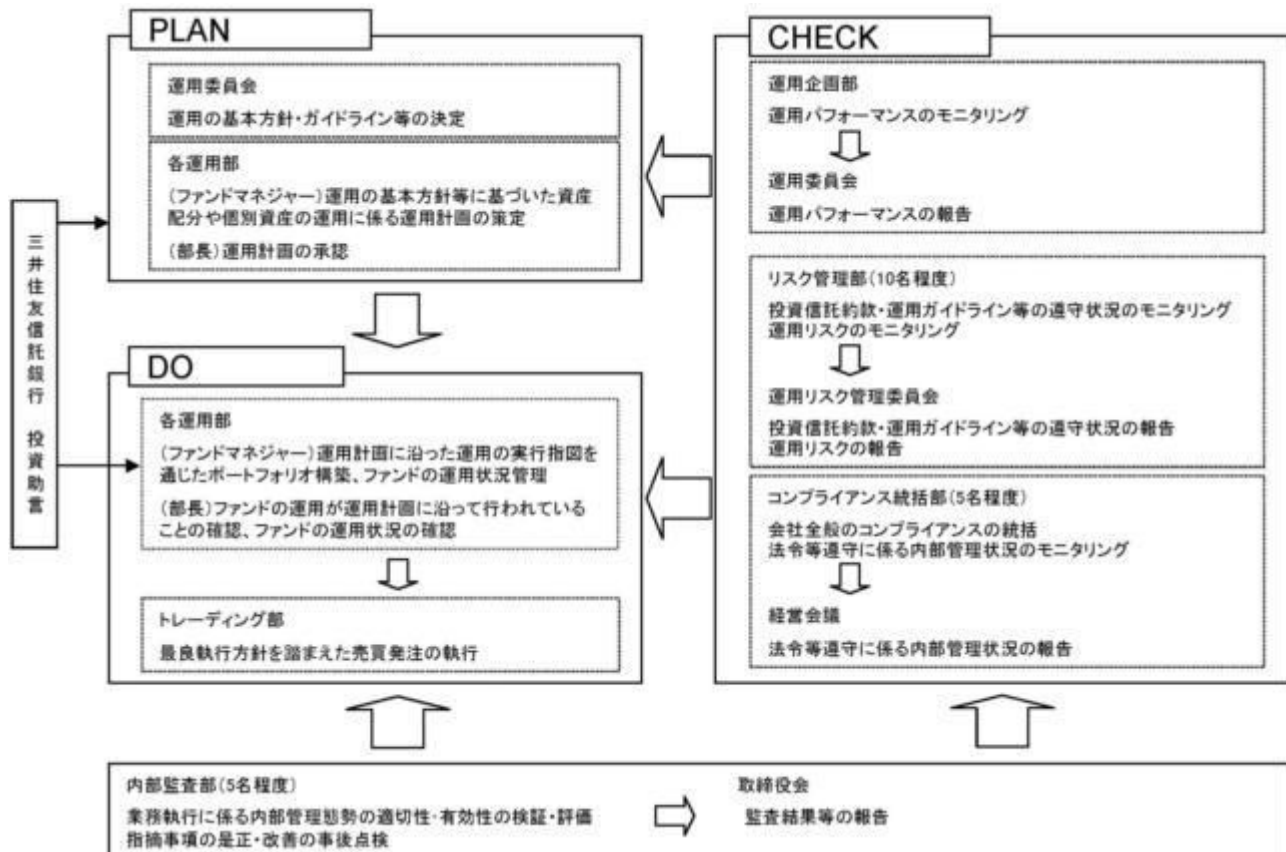 PLAN
運用委員会
運用の基本方針・ガイドライン等の決定
各運用部
(ファンドマネジャー)運用の基本方針等に基づいた資産
配分や個別資産の運用に係る運用計画の策定
(部長)運用計画の承認
三井住友信託銀行 投資助言
DO
各運用部
(ファンドマネジャー)運用計画に沿った運用の実行指図を
通じたポートフォリオ構築、ファンドの運用状況管理
(部長)ファンドの運用が運用計画に沿って行われている
ことの確認、ファンドの運用状況の確認
トレーディング部
最良執行方針を踏まえた売買発注の執行
CHECK
運用企画部
運用パフォーマンスのモニタリング
運用委員会
運用パフォーマンスの報告
リスク管理部(10名程度)
投資信託約款・運用ガイドライン等の遵守状況のモニタリング
運用リスクのモニタリング
運用リスク管理委員会
投資信託約款・運用ガイドライン等の遵守状況の報告
運用リスクの報告
コンプライアンス統括部(5名程度)
会社全般のコンプライアンスの統括
法令等遵守に係る内部管理状況のモニタリング
経営会議
法令等遵守に係る内部管理状況の報告
内部監査部(5名程度)
業務執行に係る内部管理態勢の適切性・有効性の検証・評価
指摘事項の是正・改善の事後点検
取締役会
監査結果等の報告